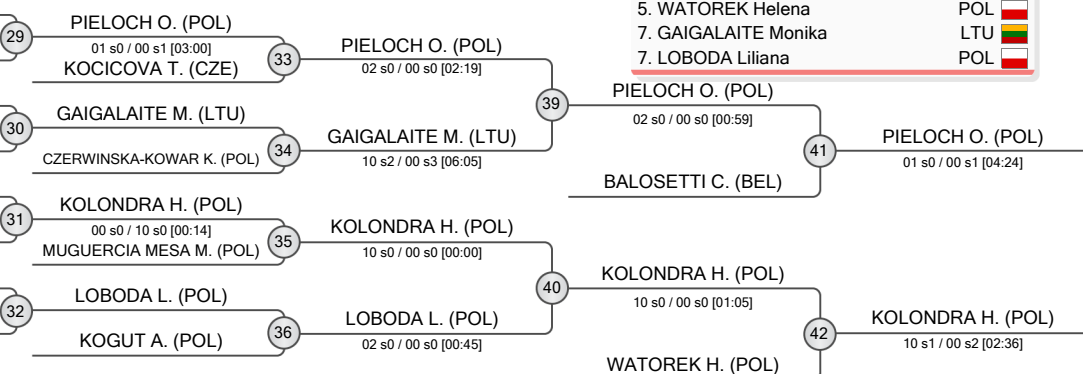 5. WATOREK Helena POL
7. GAIGALAITE Monika LTU
7. LOBODA Liliana POL
29
PIELOCH O. (POL)
01 s0 / 00 s1 [03:00]
KOCICOVA T. (CZE)
33
PIELOCH O. (POL)
02 s0 / 00 s0 [02:19]
30
GAIGALAITE M. (LTU)
CZERWINSKA-KOWAR K. (POL)
34
GAIGALAITE M. (LTU)
10 s2 / 00 s3 [06:05]
39
PIELOCH O. (POL)
02 s0 / 00 s0 [00:59]
BALOSETTI C. (BEL)
41
PIELOCH O. (POL)
01 s0 / 00 s1 [04:24]
31
KOLONDRA H. (POL)
00 s0 / 10 s0 [00:14]
MUGUERCIA MESA M. (POL)
35
KOLONDRA H. (POL)
10 s0 / 00 s0 [00:00]
32
LOBODA L. (POL)
KOGUT A. (POL)
36
LOBODA L. (POL)
02 s0 / 00 s0 [00:45]
40
KOLONDRA H. (POL)
10 s0 / 00 s0 [01:05]
WATOREK H. (POL)
42
KOLONDRA H. (POL)
10 s1 / 00 s2 [02:36]